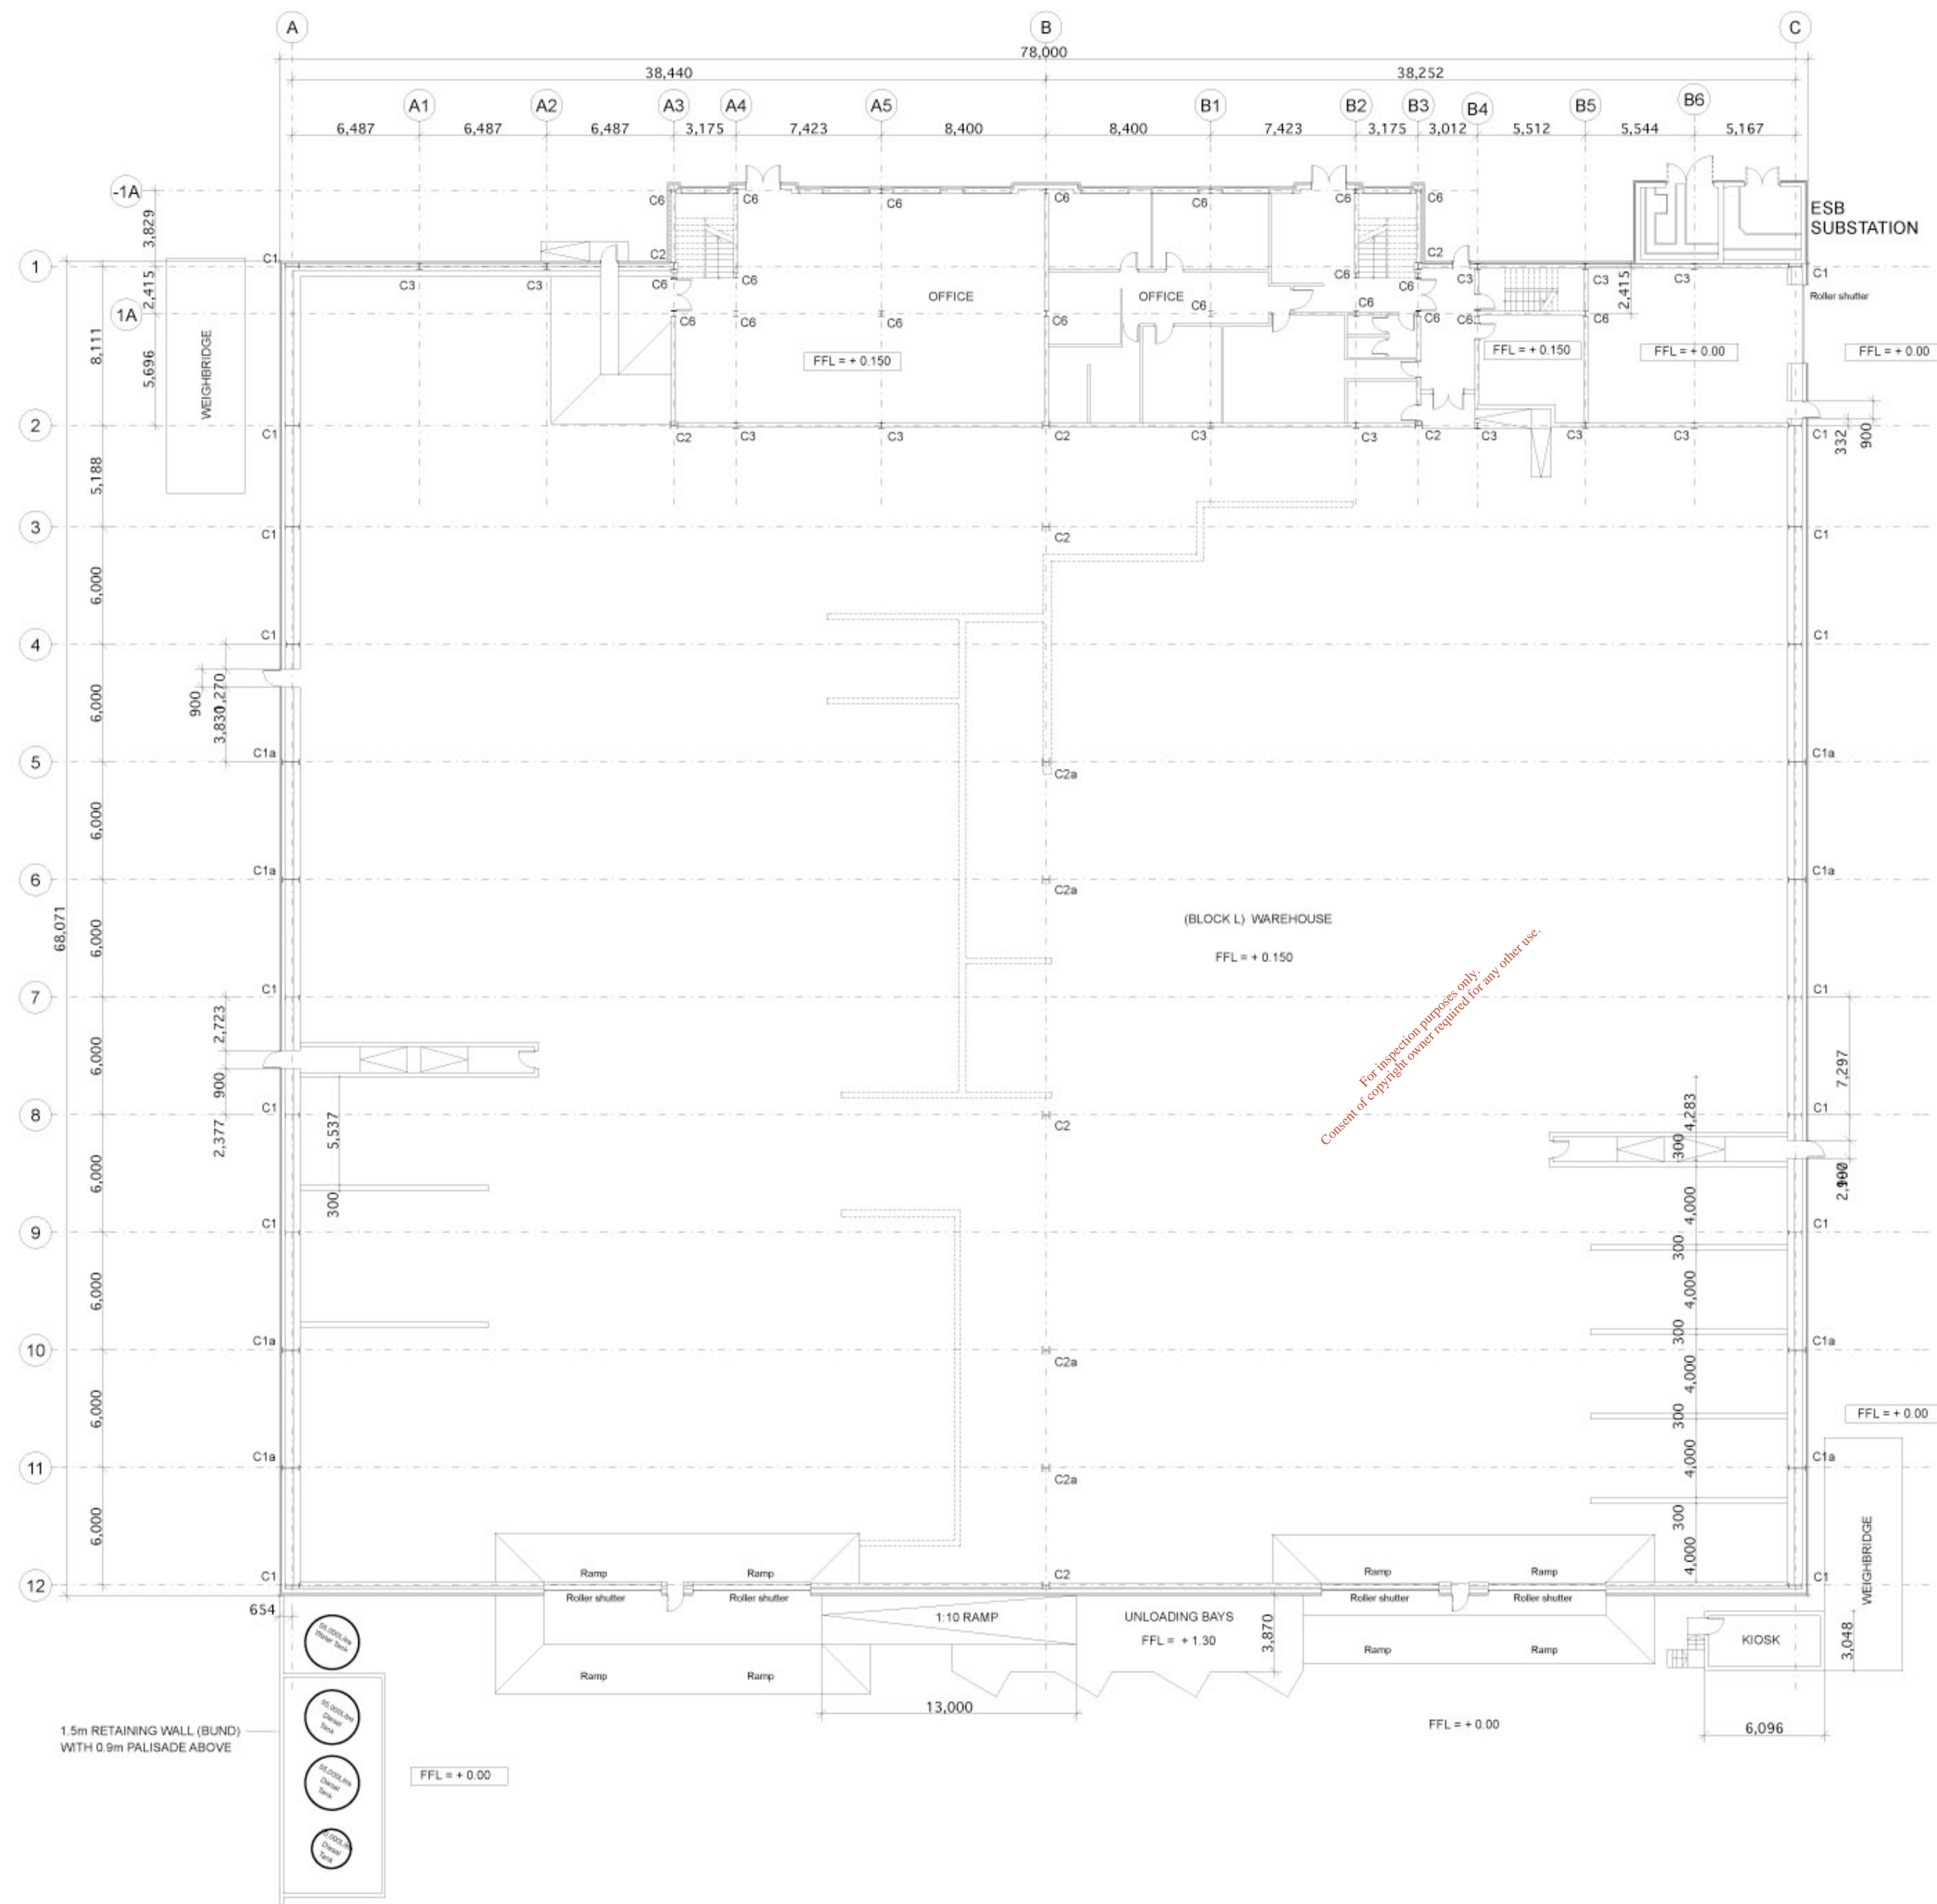 A
B
C
78,000
38,440
38,252
A1
A2
A3
A4
A5
B1
B2
B3
B4
B5
B6
6,487
6,487
6,487
3,175
7,423
8,400
8,400
7,423
3,175
3,012
5,512
5,544
5,167
-1A
C6
C6
C6
C6
C6
C6
C6
ESB
SUBSTATION
3,829
C1
C2
C2
1
C3
C3
C6
C6
C6
C6
C3
C3
C3
C1
2,415
OFFICE
OFFICE
2,415
Roller shutter
1A
C6
C6
C6
C6
C6
C6
C6
C6
C6
WEIGHBRIDGE
8,111
5,696
FFL = + 0.150
FFL = + 0.150
FFL = + 0.00
FFL = + 0.00
2
C1
C2
C3
C3
C2
C3
C3
C2
C3
C3
C3
C1
332
900
5,188
3
C1
C2
C1
6,000
4
C1
C1
900
3,830
6,000
5
C1a
C2a
C1a
6,000
6
C1a
C2a
C1a
68,071
6,000
(BLOCK L) WAREHOUSE
FFL = + 0.150
For inspection purposes only.
Consent of copyright owner required for any other use.
7
C1
C1
2,723
6,000
900
7,297
8
C1
C2
C1
2,377
5,537
4,283
300
6,000
300
4,000
9
C1
C1
300
6,000
4,000
300
10
C1a
C2a
C1a
6,000
4,000
300
FFL = + 0.00
11
C1a
C2a
C1a
4,000
6,000
300
4,000
WEIGHBRIDGE
Ramp
Ramp
Ramp
Ramp
12
C1
C2
C1
Roller shutter
Roller shutter
Roller shutter
Roller shutter
654
1:10 RAMP
UNLOADING BAYS
FFL = + 1.30
3,870
KIOSK
3,048
Water Tank
Ramp
Ramp
Ramp
Ramp
Diesel
Tank
13,000
FFL = + 0.00
6,096
1.5m RETAINING WALL (BUND)
WITH 0.9m PALISADE ABOVE
Diesel
Tank
FFL = + 0.00
Diesel
Tank